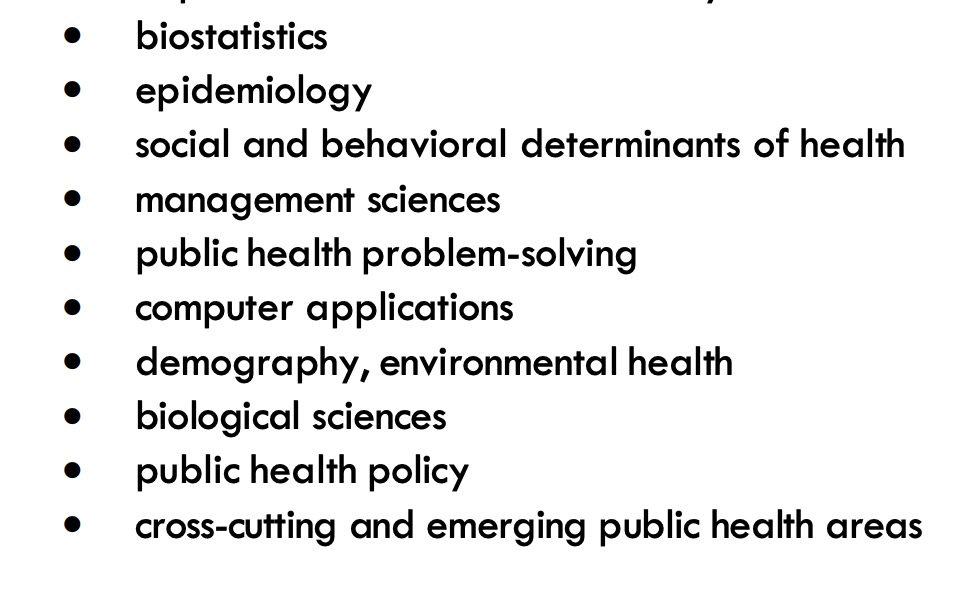 • biostatistics
• epidemiology
• social and behavioral determinants of health
• management sciences
• public health problem-solving
• computer applications
• demography, environmental health
• biological sciences
• public health policy
• cross-cutting and emerging public health areas